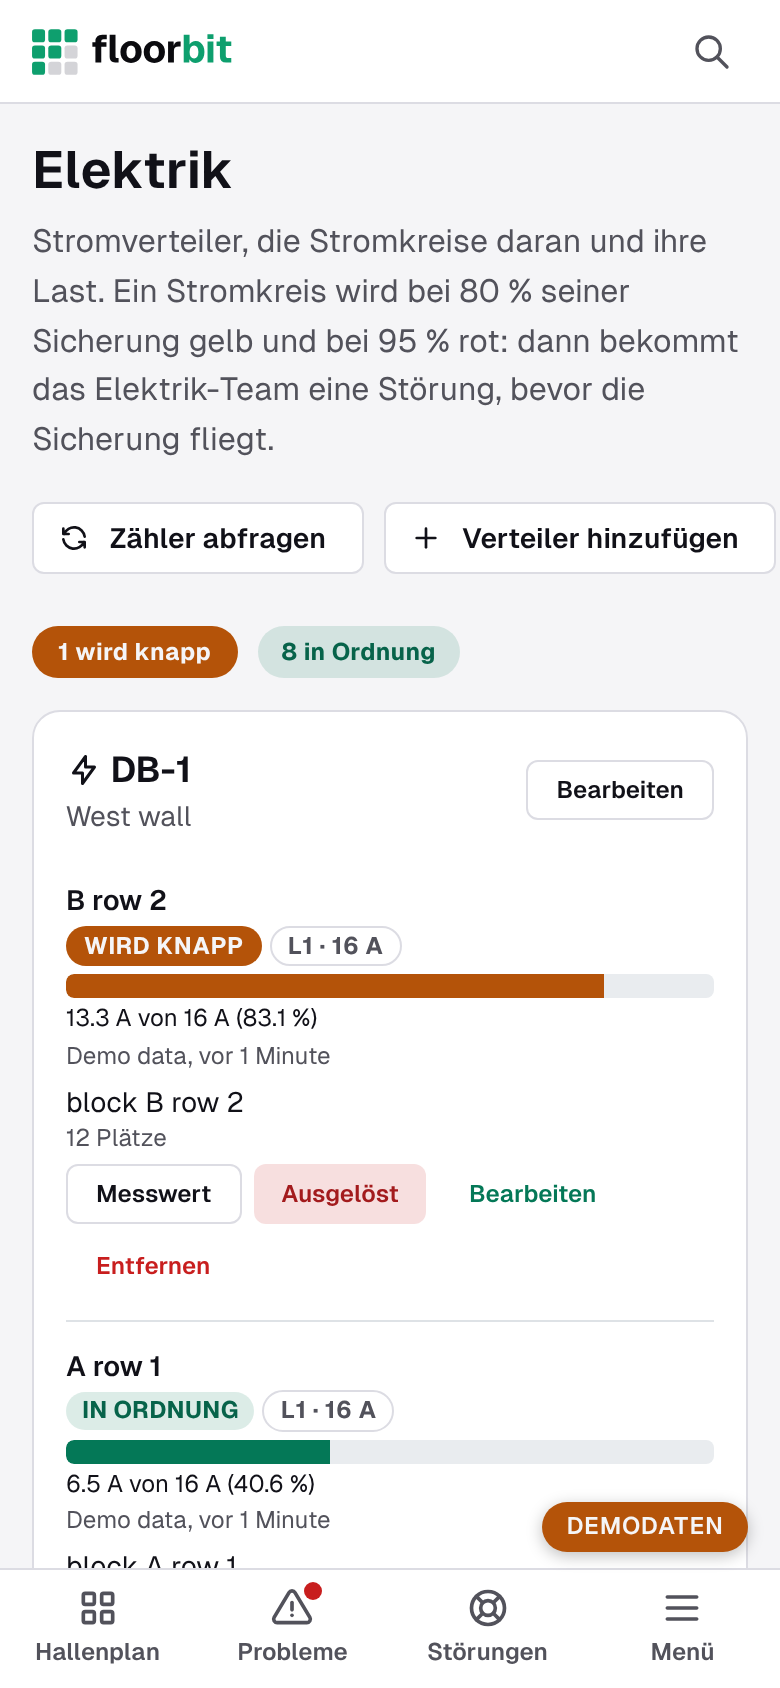 floorbit
Elektrik
Stromverteiler, die Stromkreise daran und ihre
Last. Ein Stromkreis wird bei 80 % seiner
Sicherung gelb und bei 95 % rot: dann bekommt
das Elektrik-Team eine Störung, bevor die
Sicherung fliegt.
Zähler abfragen
Verteiler hinzufügen
1 wird knapp
8 in Ordnung
DB-1
West wall
Bearbeiten
B row 2
WIRD KNAPP
L1 · 16 A
13.3 A von 16 A (83.1 %)
Demo data, vor 1 Minute
block B row 2
12 Plätze
Messwert
Ausgelöst
Bearbeiten
Entfernen
A row 1
IN ORDNUNG
L1 · 16 A
6.5 A von 16 A (40.6 %)
Demo data, vor 1 Minute
DEMODATEN
block A row 1
Hallenplan
Probleme
Störungen
Menü